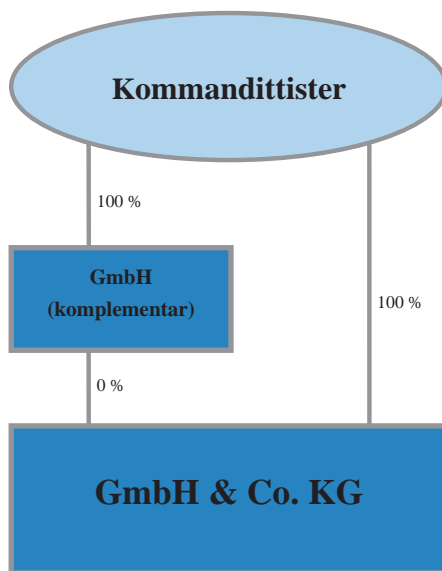 Kommandittister
100 %
GmbH
(komplementar)
100 %
0 %
GmbH & Co. KG